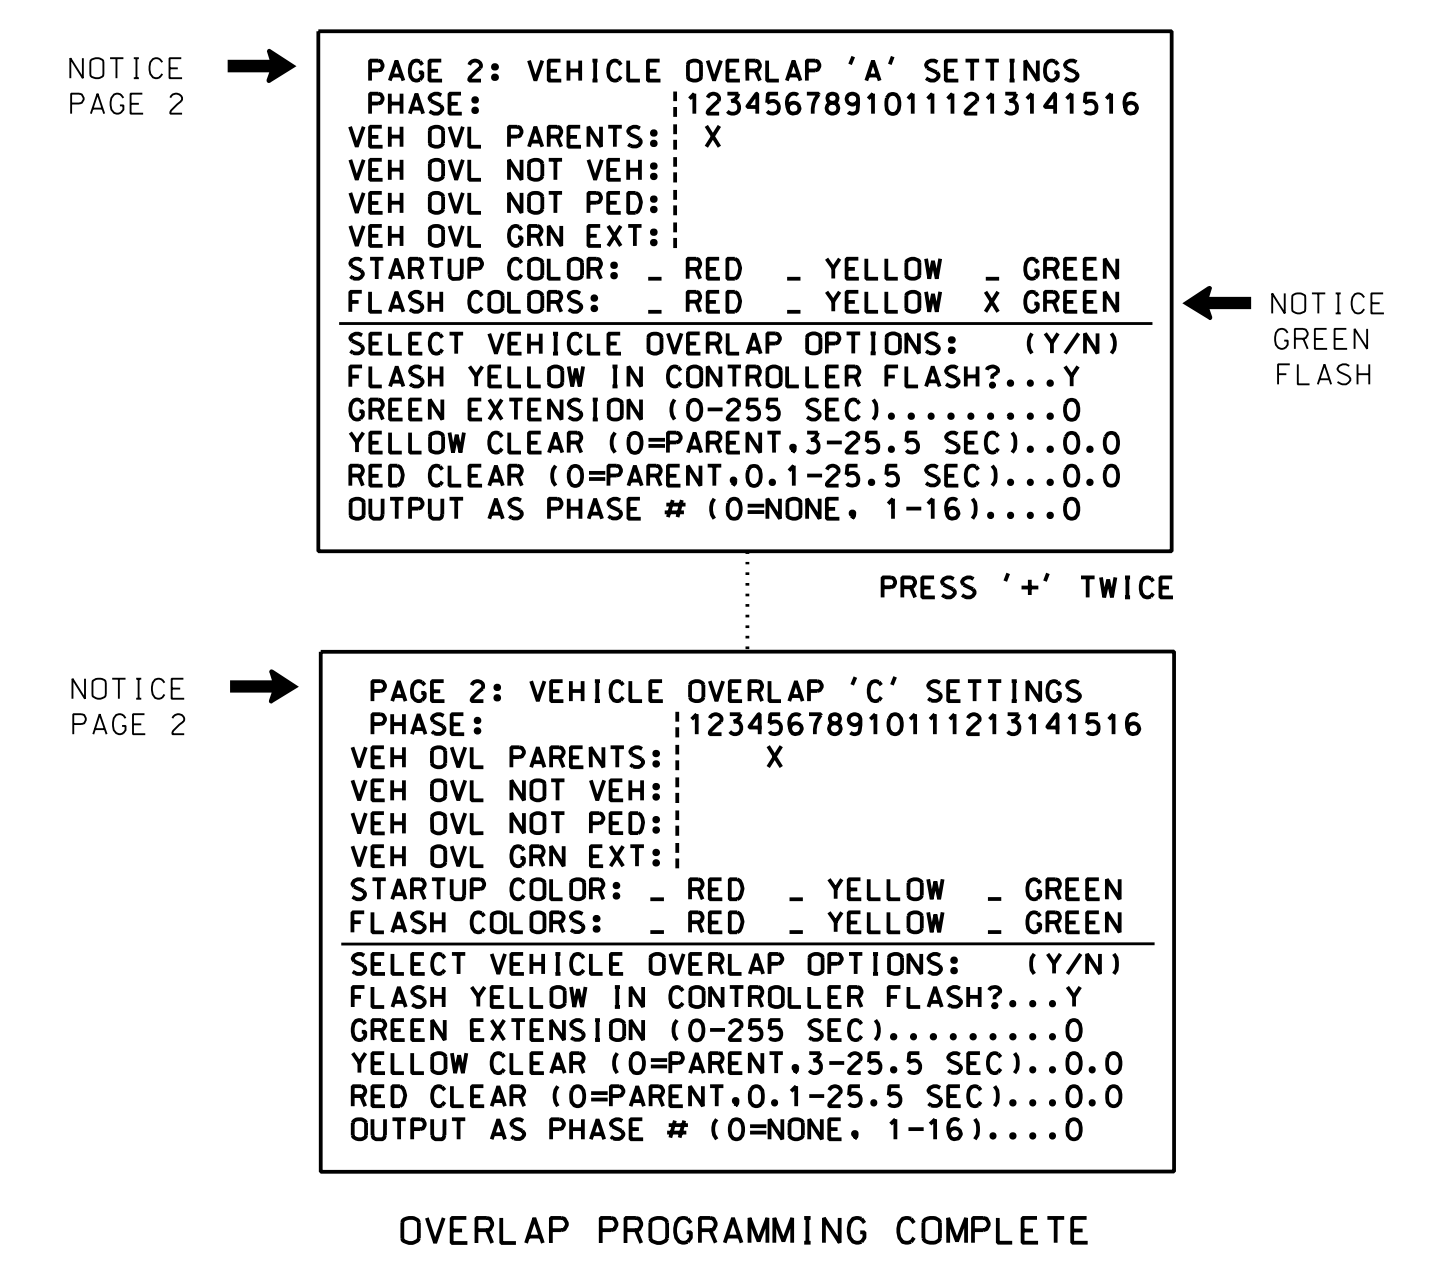 NOTICE
PAGE 2
PAGE 2: VEHICLE OVERLAP 'A' SETTINGS
PHASE: ¦12345678910111213141516
VEH OVL PARENTS:¦ X
VEH OVL NOT VEH:¦
VEH OVL NOT PED:¦
VEH OVL GRN EXT:¦
STARTUP COLOR: _ RED _ YELLOW _ GREEN
FLASH COLORS: _ RED _ YELLOW X GREEN
NOTICE
GREEN
FLASH
SELECT VEHICLE OVERLAP OPTIONS: (Y/N)
FLASH YELLOW IN CONTROLLER FLASH?...Y
GREEN EXTENSION (0-255 SEC).........0
YELLOW CLEAR (0=PARENT,3-25.5 SEC)..0.0
RED CLEAR (0=PARENT,0.1-25.5 SEC)...0.0
OUTPUT AS PHASE # (0=NONE, 1-16)....0
PRESS '+' TWICE
NOTICE
PAGE 2
PAGE 2: VEHICLE OVERLAP 'C' SETTINGS
PHASE: ¦12345678910111213141516
VEH OVL PARENTS:¦ X
VEH OVL NOT VEH:¦
VEH OVL NOT PED:¦
VEH OVL GRN EXT:¦
STARTUP COLOR: _ RED _ YELLOW _ GREEN
FLASH COLORS: _ RED _ YELLOW _ GREEN
SELECT VEHICLE OVERLAP OPTIONS: (Y/N)
FLASH YELLOW IN CONTROLLER FLASH?...Y
GREEN EXTENSION (0-255 SEC).........0
YELLOW CLEAR (0=PARENT,3-25.5 SEC)..0.0
RED CLEAR (0=PARENT,0.1-25.5 SEC)...0.0
OUTPUT AS PHASE # (0=NONE, 1-16)....0
OVERLAP PROGRAMMING COMPLETE